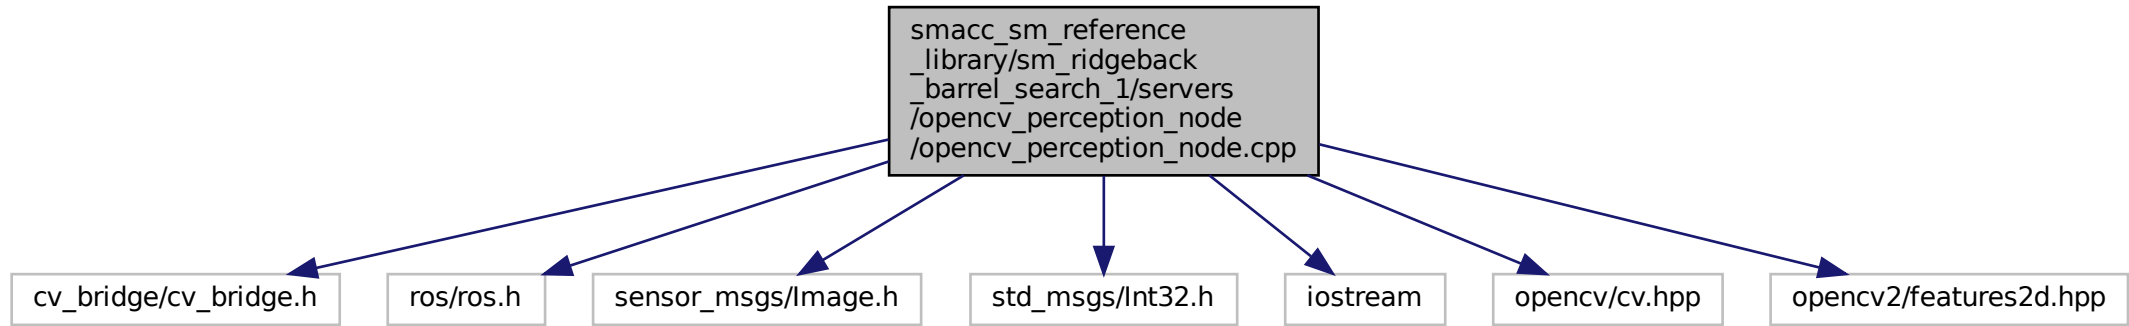 smacc_sm_reference
_library/sm_ridgeback
_barrel_search_1/servers
/opencv_perception_node
/opencv_perception_node.cpp
cv_bridge/cv_bridge.h
ros/ros.h
sensor_msgs/Image.h
std_msgs/Int32.h
iostream
opencv/cv.hpp
opencv2/features2d.hpp